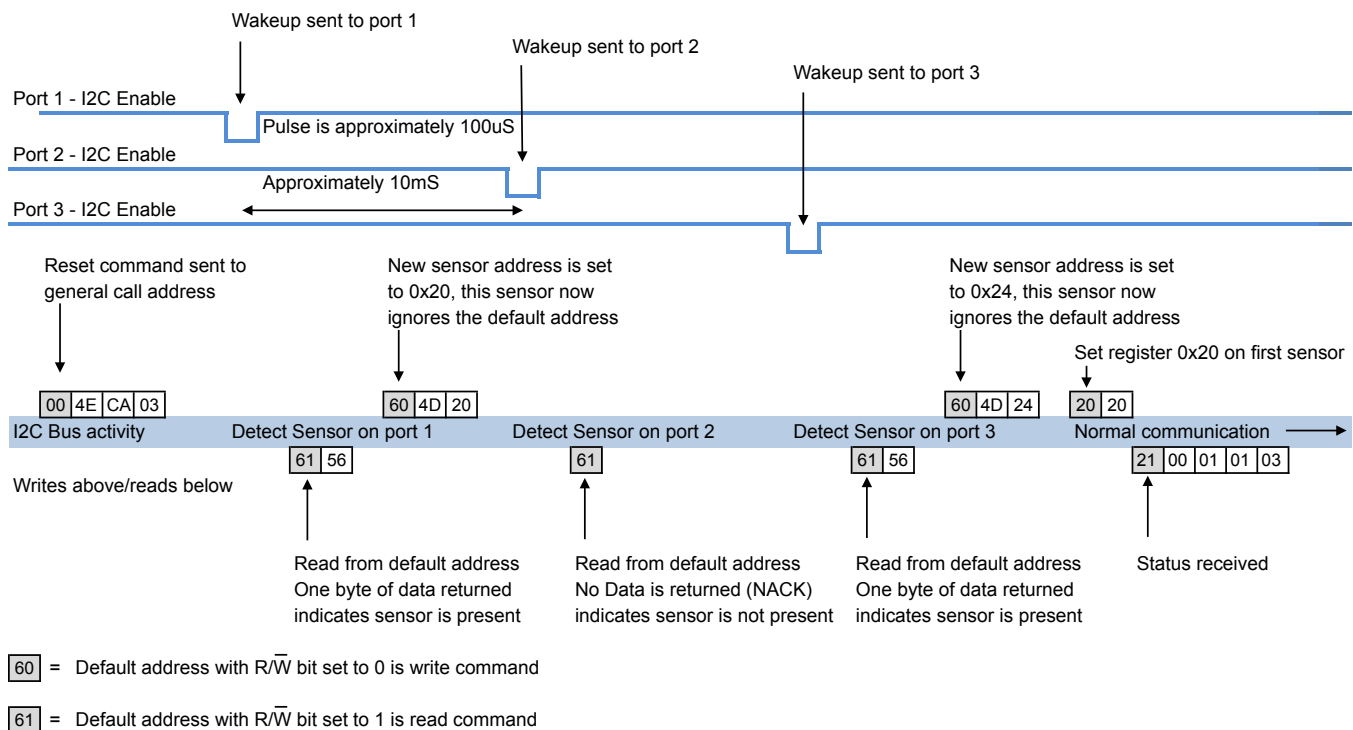 Wakeup sent to port 1
Wakeup sent to port 2
Wakeup sent to port 3
Port 1 - I2C Enable
Pulse is approximately 100uS
Port 2 - I2C Enable
Approximately 10mS
Port 3 - I2C Enable
Reset command sent to
general call address
New sensor address is set
to 0x20, this sensor now
ignores the default address
New sensor address is set
to 0x24, this sensor now
ignores the default address
Set register 0x20 on first sensor
00 4E CA 03
60 4D 20
60 4D 24
20 20
I2C Bus activity
Detect Sensor on port 1
Detect Sensor on port 2
Detect Sensor on port 3
Normal communication
61 56
61
61 56
21 00 01 01 03
Writes above/reads below
Read from default address
One byte of data returned
indicates sensor is present
Read from default address
No Data is returned (NACK)
indicates sensor is not present
Read from default address
One byte of data returned
indicates sensor is present
Status received
60 = Default address with R/W̅ bit set to 0 is write command
61 = Default address with R/W̅ bit set to 1 is read command